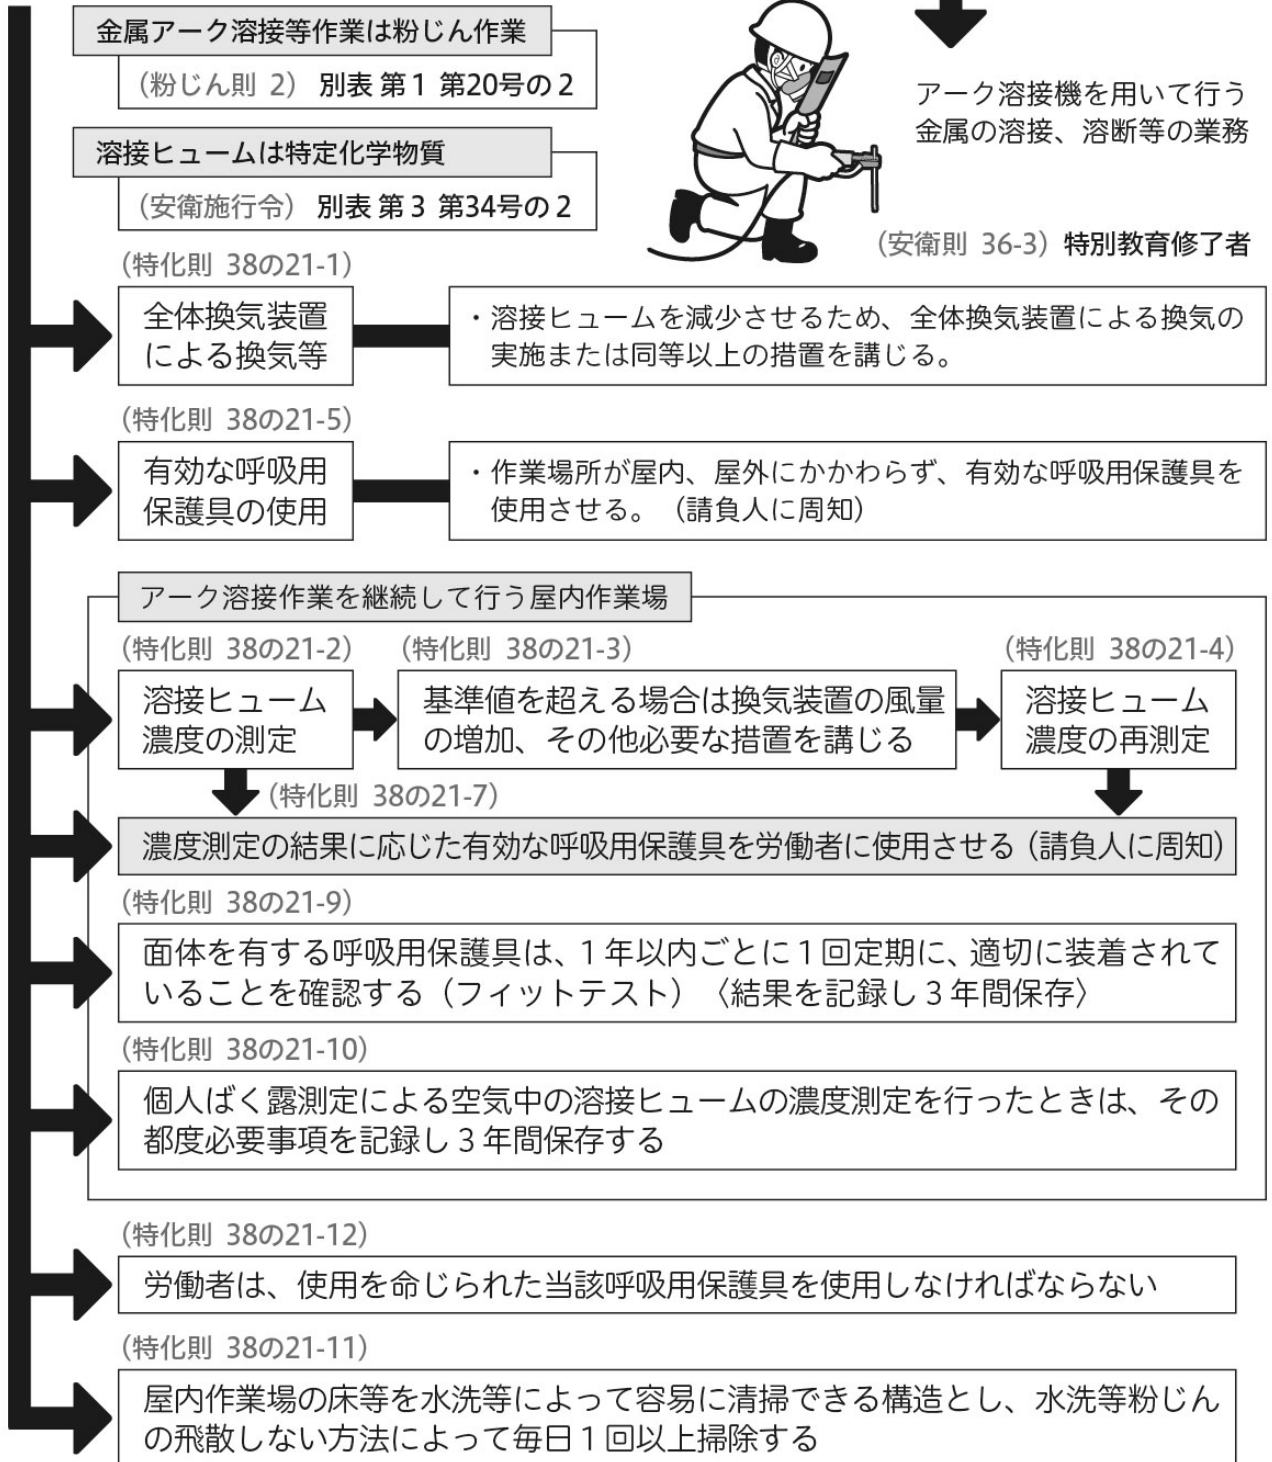 金属アーク溶接等作業は粉じん作業
（粉じん則 2） 別表 第１ 第20号の２
溶接ヒュームは特定化学物質
（安衛施行令） 別表 第３ 第34号の２
アーク溶接機を用いて行う
金属の溶接、溶断等の業務
（安衛則 36-3）特別教育修了者
（特化則 38の21-1）
全体換気装置
による換気等
・溶接ヒュームを減少させるため、全体換気装置による換気の
実施または同等以上の措置を講じる。
（特化則 38の21-5）
有効な呼吸用
保護具の使用
・作業場所が屋内、屋外にかかわらず、有効な呼吸用保護具を
使用させる。（請負人に周知）
アーク溶接作業を継続して行う屋内作業場
（特化則 38の21-2）
溶接ヒューム
濃度の測定
（特化則 38の21-3）
基準値を超える場合は換気装置の風量
の増加、その他必要な措置を講じる
（特化則 38の21-4）
溶接ヒューム
濃度の再測定
（特化則 38の21-7）
濃度測定の結果に応じた有効な呼吸用保護具を労働者に使用させる（請負人に周知）
（特化則 38の21-9）
面体を有する呼吸用保護具は、１年以内ごとに１回定期に、適切に装着されて
いることを確認する（フィットテスト）〈結果を記録し３年間保存〉
（特化則 38の21-10）
個人ばく露測定による空気中の溶接ヒュームの濃度測定を行ったときは、その
都度必要事項を記録し３年間保存する
（特化則 38の21-12）
労働者は、使用を命じられた当該呼吸用保護具を使用しなければならない
（特化則 38の21-11）
屋内作業場の床等を水洗等によって容易に清掃できる構造とし、水洗等粉じん
の飛散しない方法によって毎日１回以上掃除する